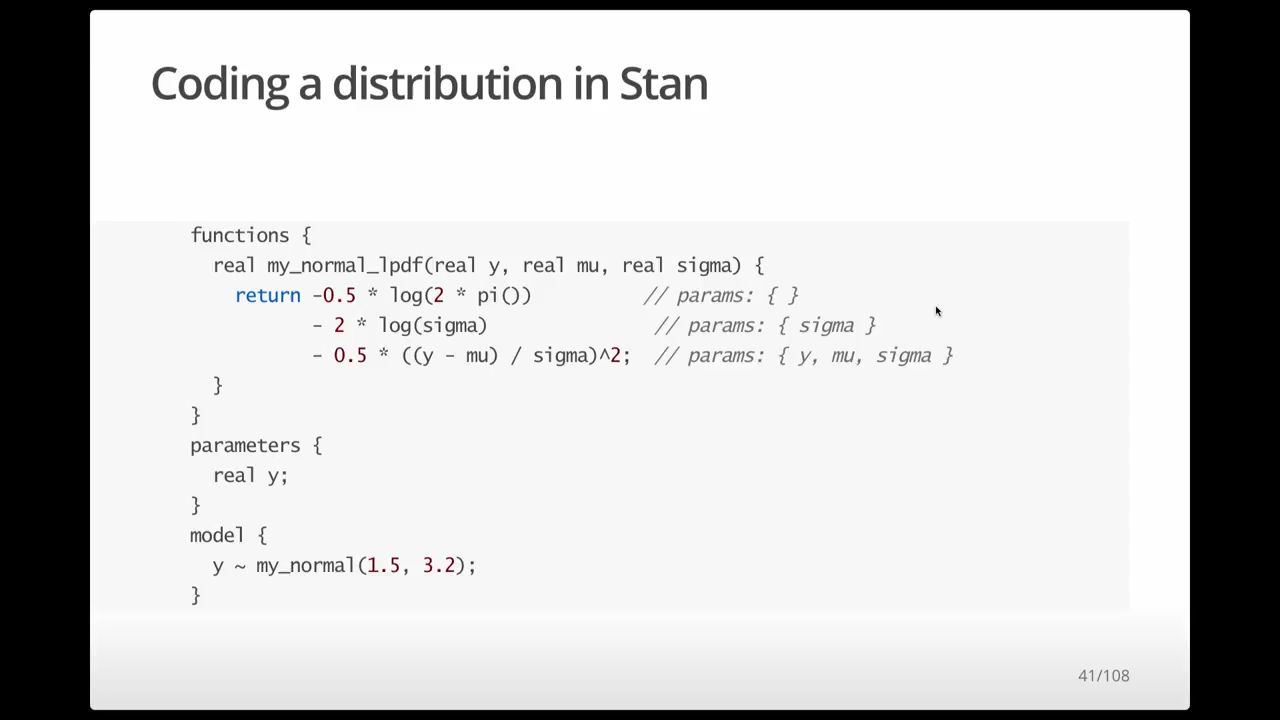 Coding a distribution in Stan
functions {
real my_normal_lpdf(real y, real mu, real sigma) {
return -0.5 * log(2 * pi()) // params: { }
- 2 * log(sigma) // params: { sigma }
- 0.5 * ((y - mu) / sigma)^2; // params: { y, mu, sigma }
}
}
parameters {
real y;
}
model {
y ~ my_normal(1.5, 3.2);
}
41/108